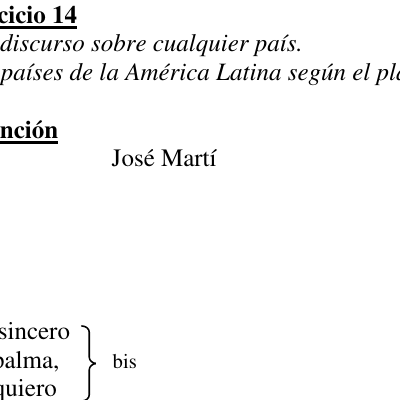 cicio 14
discurso sobre cualquier país.
países de la América Latina según el pla
nción
José Martí
sincero
palma,
bis
quiero